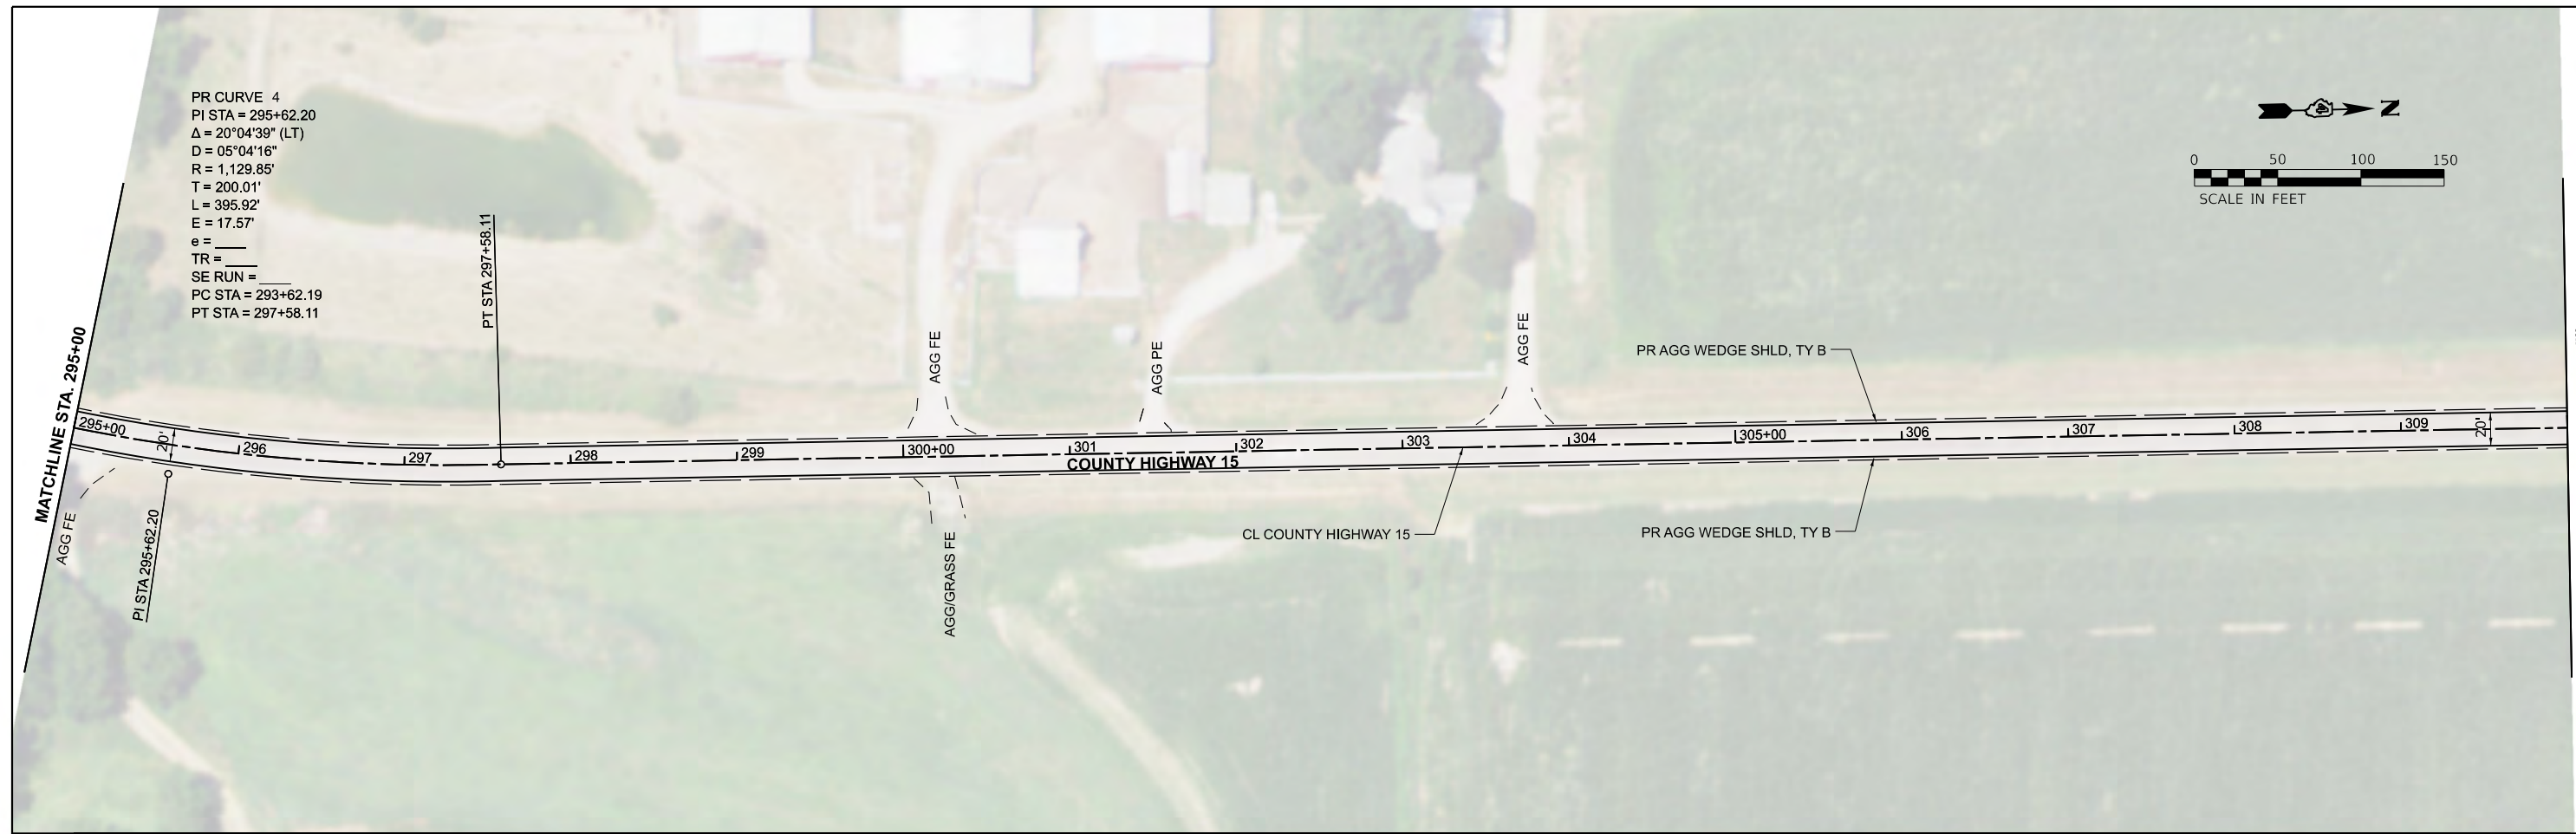 PR CURVE 4
PI STA = 295+62.20
Δ = 20°04'39" (LT)
D = 05°04'16"
R = 1,129.85'
T = 200.01'
L = 395.92'
E = 17.57'
e = ____
TR = ____
SE RUN = ____
PC STA = 293+62.19
PT STA = 297+58.11
N
0 50 100 150
SCALE IN FEET
PT STA 297+58.11
MATCHLINE STA. 295+00
AGG FE
AGG PE
AGG FE
PR AGG WEDGE SHLD, TY B
295+00
20'
296
297
298
299
300+00
301
302
303
304
305+00
306
307
308
309
20'
COUNTY HIGHWAY 15
AGG FE
PI STA 295+62.20
AGG/GRASS FE
CL COUNTY HIGHWAY 15
PR AGG WEDGE SHLD, TY B